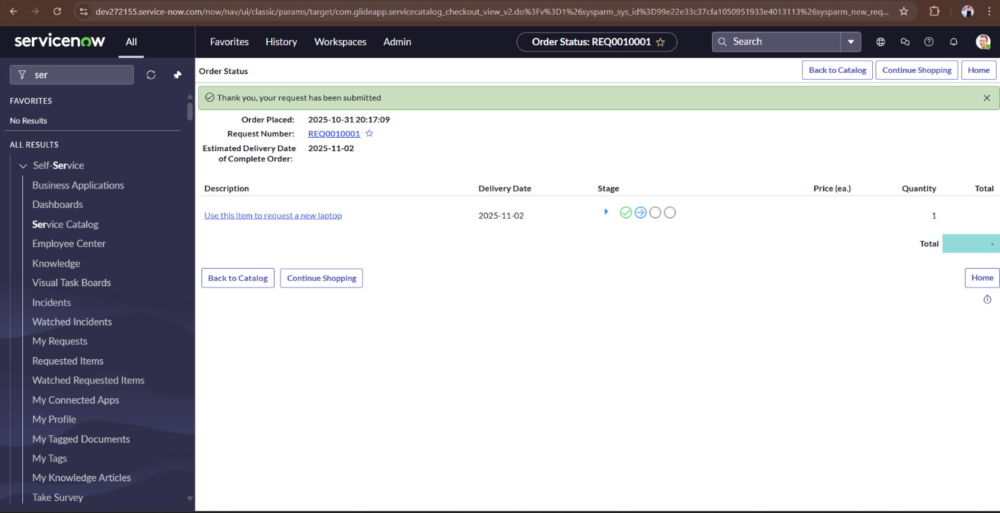 dev272155.service-now.com/now/nav/ui/classic/params/target/com.glideapp.servicecatalog_checkout_view_v2.do%3Fv%3D1%26sysparm_sys_id%3D99e22e33c37cfa1050951933e4013113%26sysparm_new_req...
servicenow
All
Favorites
History
Workspaces
Admin
Order Status: REQ0010001
Search
ser
FAVORITES
No Results
ALL RESULTS
Self-Service
Business Applications
Dashboards
Service Catalog
Employee Center
Knowledge
Visual Task Boards
Incidents
Watched Incidents
My Requests
Requested Items
Watched Requested Items
My Connected Apps
My Profile
My Tagged Documents
My Tags
My Knowledge Articles
Take Survey
Order Status
Back to Catalog
Continue Shopping
Home
Thank you, your request has been submitted
Order Placed: 2025-10-31 20:17:09
Request Number: REQ0010001
Estimated Delivery Date 2025-11-02
of Complete Order:
Description Delivery Date Stage Price (ea.) Quantity Total
Use this item to request a new laptop 2025-11-02 1
Total -
Back to Catalog
Continue Shopping
Home